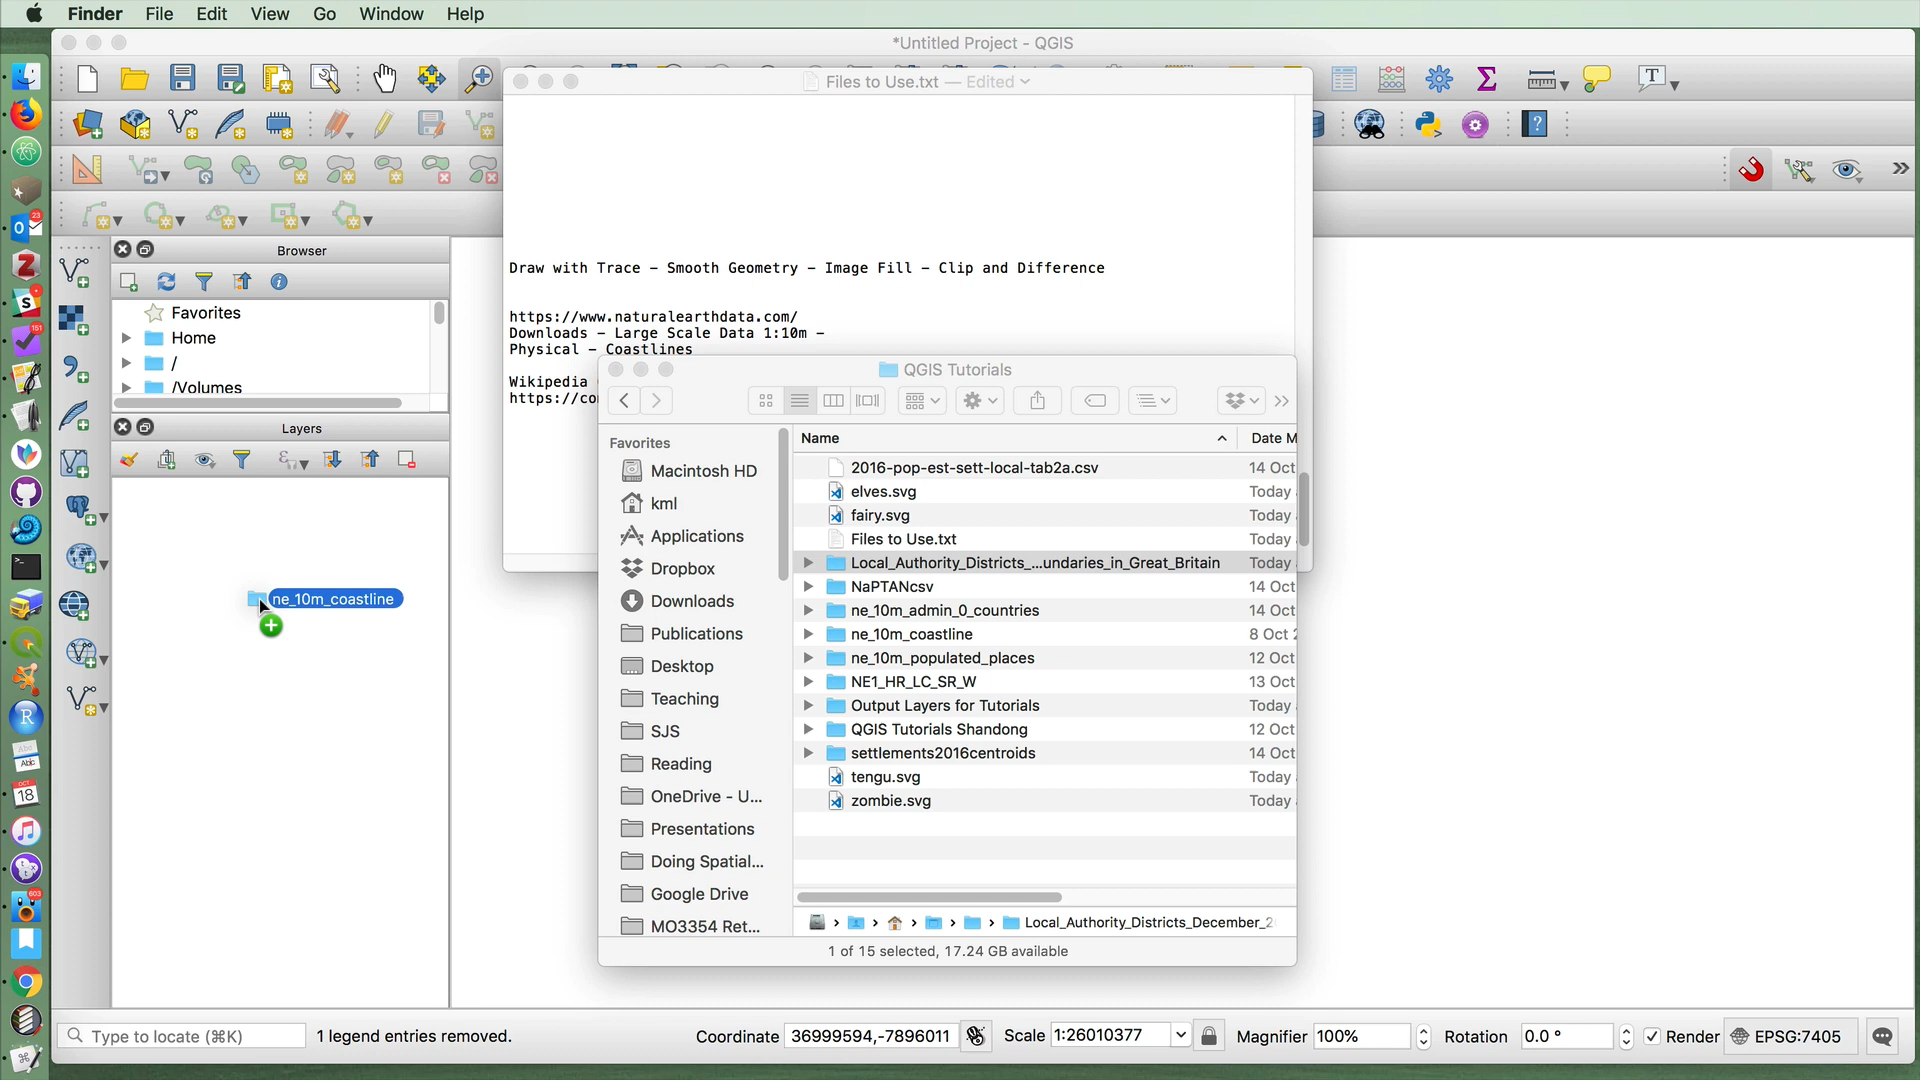 Finder File Edit View Go Window Help
*Untitled Project - QGIS
Files to Use.txt — Edited
Draw with Trace - Smooth Geometry - Image Fill - Clip and Difference
https://www.naturalearthdata.com/
Downloads - Large Scale Data 1:10m -
Physical - Coastlines
Wikipedia
https://co
Browser
Favorites
Home
/
/Volumes
Layers
ne_10m_coastline
QGIS Tutorials
Favorites
Macintosh HD
kml
Applications
Dropbox
Downloads
Publications
Desktop
Teaching
SJS
Reading
OneDrive - U...
Presentations
Doing Spatial...
Google Drive
MO3354 Ret...
Name Date M
2016-pop-est-sett-local-tab2a.csv 14 Oct
elves.svg Today
fairy.svg Today
Files to Use.txt Today
Local_Authority_Districts_...undaries_in_Great_Britain Today
NaPTANcsv 14 Oct
ne_10m_admin_0_countries 14 Oct
ne_10m_coastline 8 Oct 2
ne_10m_populated_places 12 Oct
NE1_HR_LC_SR_W 13 Oct
Output Layers for Tutorials Today
QGIS Tutorials Shandong 12 Oct
settlements2016centroids 14 Oct
tengu.svg Today
zombie.svg Today
Local_Authority_Districts_December_2
1 of 15 selected, 17.24 GB available
23
151
OCT
18
603
Type to locate (⌘K) 1 legend entries removed. Coordinate 36999594,-7896011 Scale 1:26010377 Magnifier 100% Rotation 0.0 ° Render EPSG:7405